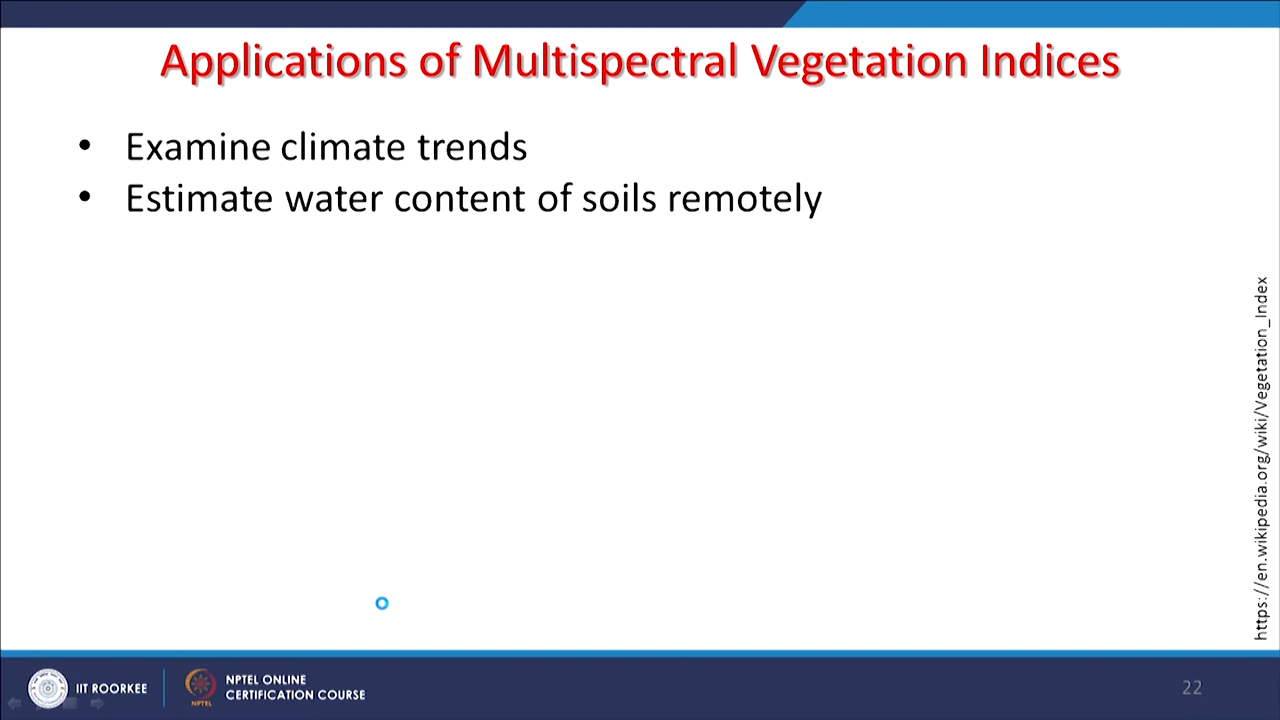 Applications of Multispectral Vegetation Indices
• Examine climate trends
• Estimate water content of soils remotely
https://en.wikipedia.org/wiki/Vegetation_Index
IIT ROORKEE
NPTEL
NPTEL ONLINE
CERTIFICATION COURSE
22